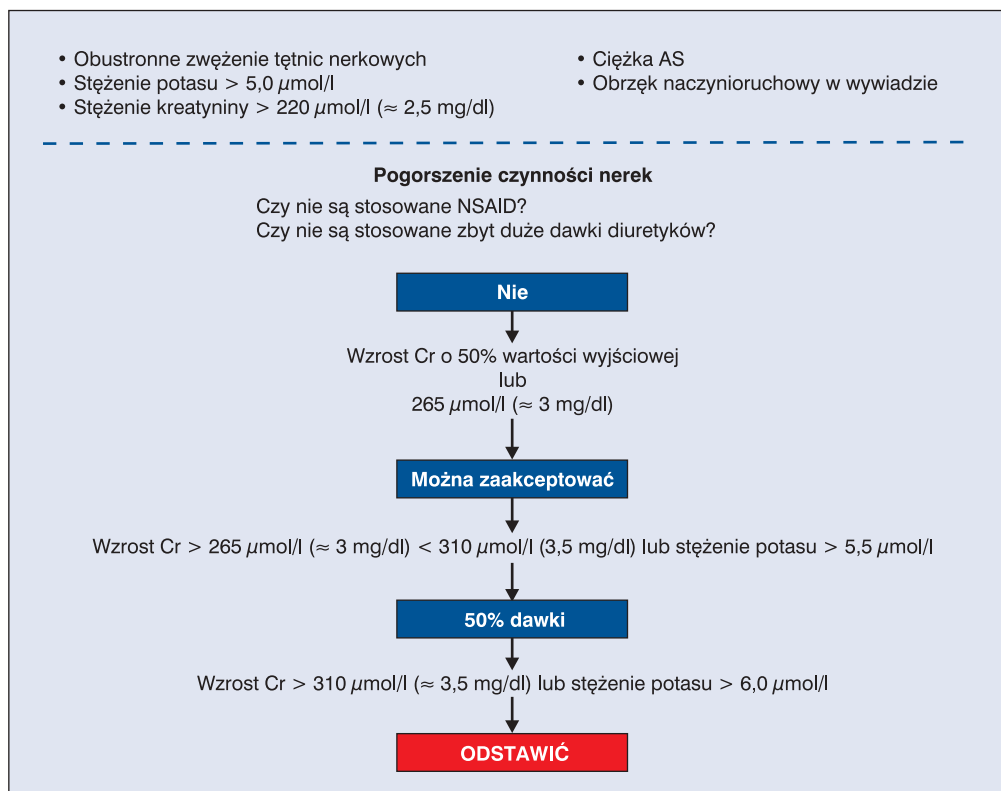 • Obustronne zwężenie tętnic nerkowych
• Stężenie potasu > 5,0 µmol/l
• Stężenie kreatyniny > 220 µmol/l (≈ 2,5 mg/dl)
• Ciężka AS
• Obrzęk naczynioruchowy w wywiadzie
Pogorszenie czynności nerek
Czy nie są stosowane NSAID?
Czy nie są stosowane zbyt duże dawki diuretyków?
Nie
Wzrost Cr o 50% wartości wyjściowej
lub
265 µmol/l (≈ 3 mg/dl)
Można zaakceptować
Wzrost Cr > 265 µmol/l (≈ 3 mg/dl) < 310 µmol/l (3,5 mg/dl) lub stężenie potasu > 5,5 µmol/l
50% dawki
Wzrost Cr > 310 µmol/l (≈ 3,5 mg/dl) lub stężenie potasu > 6,0 µmol/l
ODSTAWIĆ